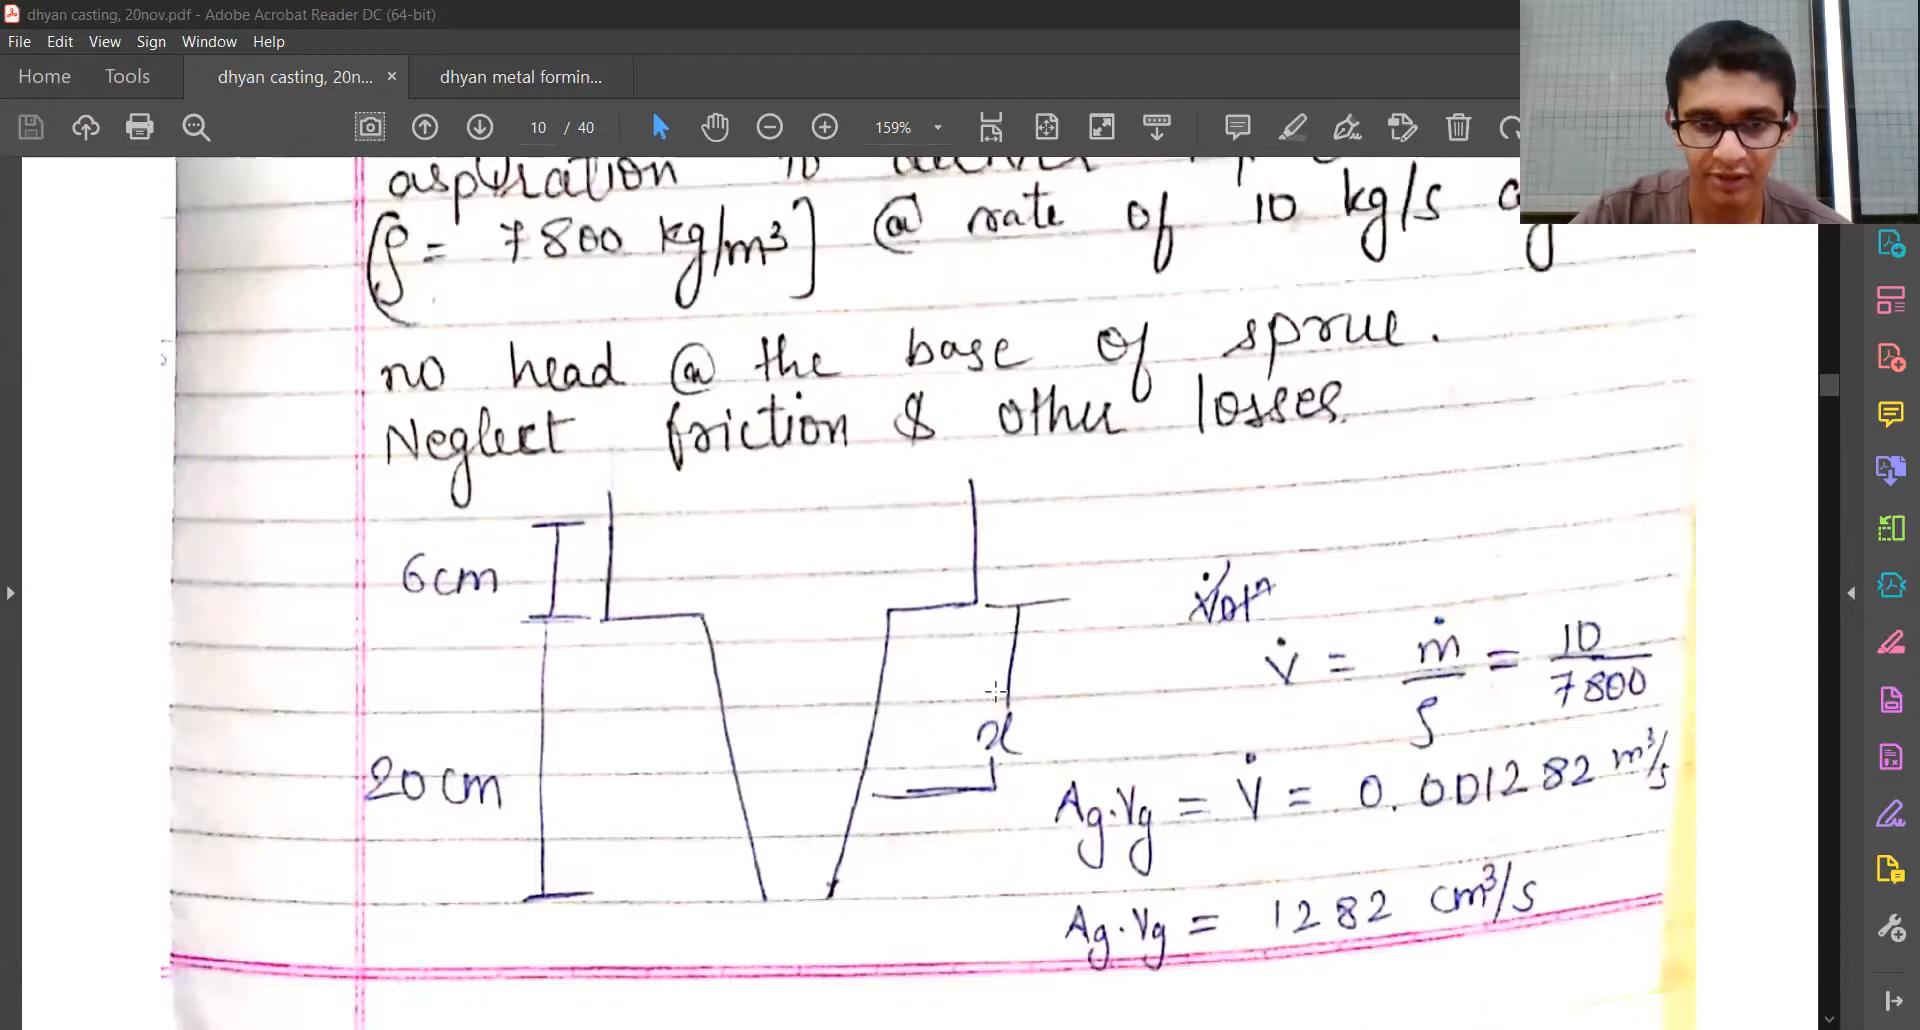 dhyan casting, 20nov.pdf - Adobe Acrobat Reader DC (64-bit)
File Edit View Sign Window Help
Home Tools dhyan casting, 20n... × dhyan metal formin...
10 / 40 159%
aspiration to deliver
[ρ = 7800 kg/m³] @ rate of 10 kg/s
no head @ the base of sprue.
Neglect friction & other losses.
6cm
V̇ = ṁ/ρ = 10/7800
x
20cm
Ag.Vg = V̇ = 0.001282 m³/s
Ag.Vg = 1282 cm³/s